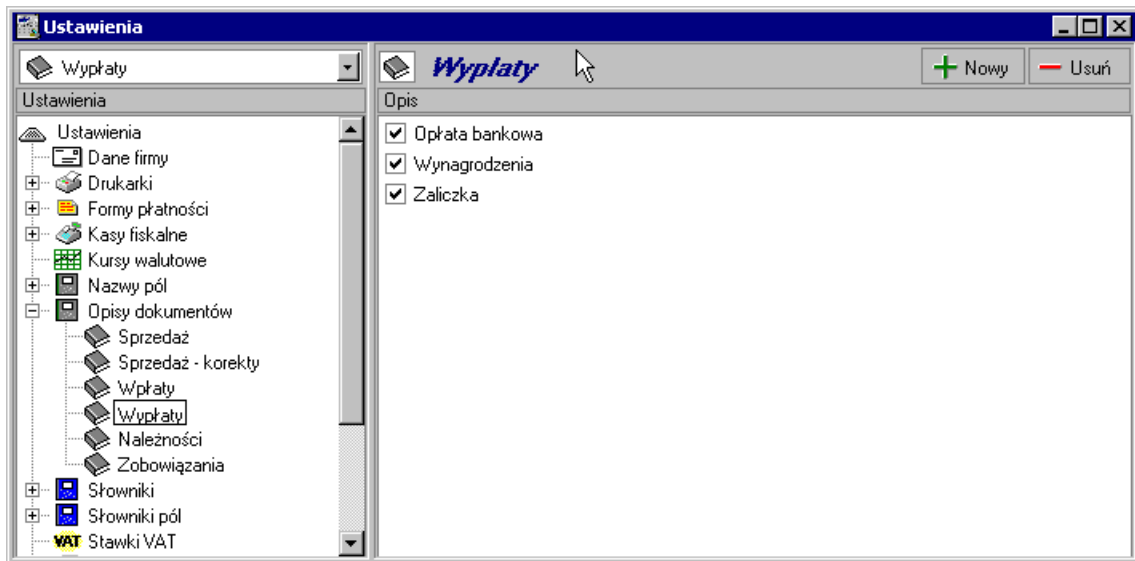 Ustawienia
Wypłaty
Wypłaty
Nowy
Usuń
Ustawienia
Opis
Ustawienia
Dane firmy
Drukarki
Formy płatności
Kasy fiskalne
Kursy walutowe
Nazwy pól
Opisy dokumentów
Sprzedaż
Sprzedaż - korekty
Wpłaty
Wypłaty
Należności
Zobowiązania
Słowniki
Słowniki pól
VAT Stawki VAT
Opłata bankowa
Wynagrodzenia
Zaliczka